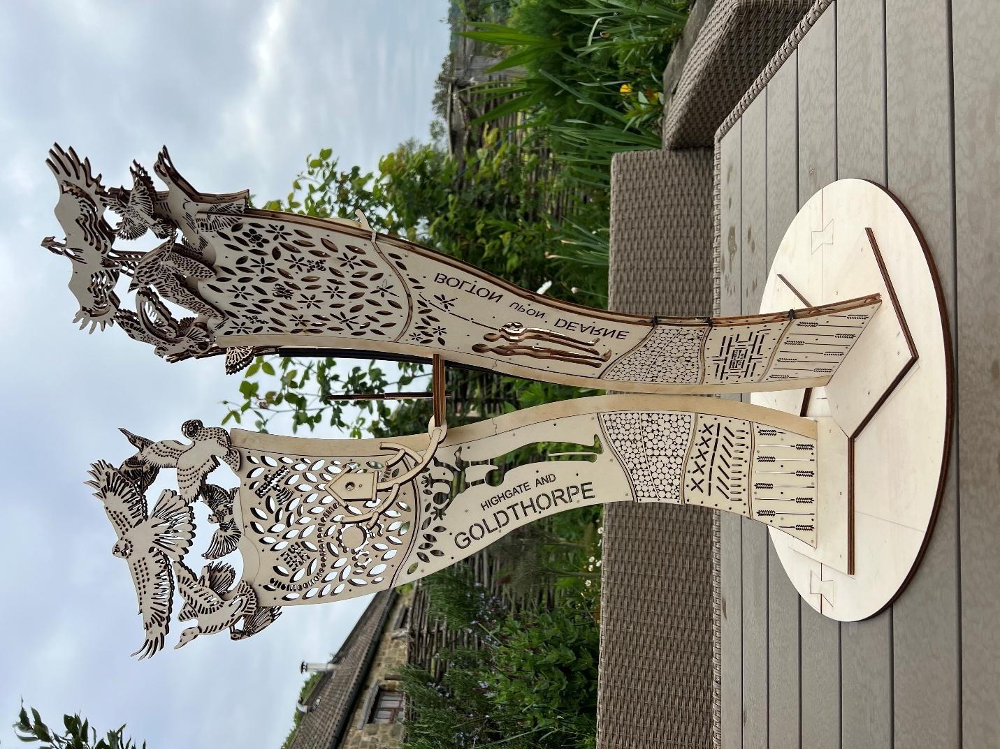 BOLTON
UPON
DEARNE
HIGHGATE AND
GOLDTHORPE